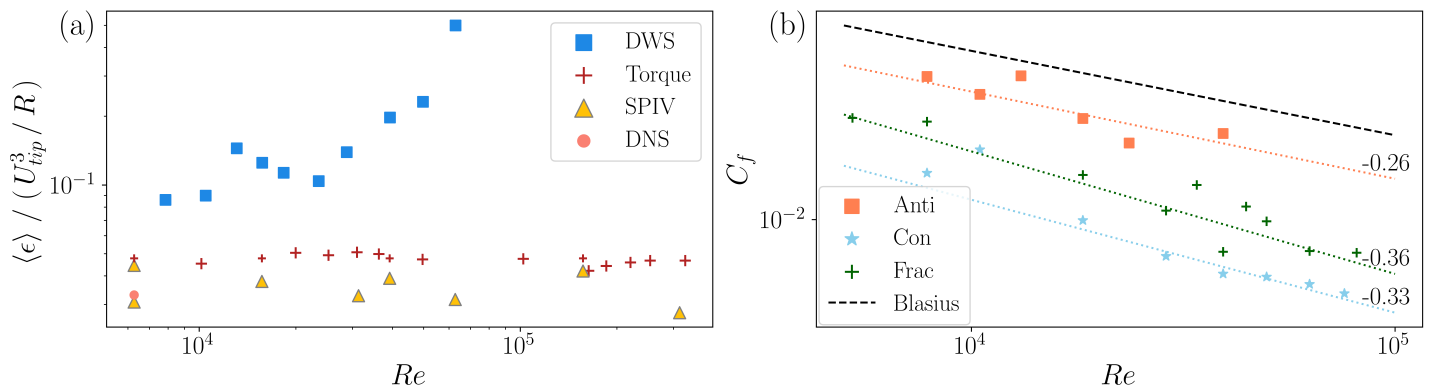 (a)
⟨ϵ⟩ / (U³tip / R)
10⁻¹
10⁴
10⁵
Re
DWS
Torque
SPIV
DNS
(b)
C_f
10⁻²
10⁴
10⁵
Re
Anti
Con
Frac
Blasius
-0.26
-0.36
-0.33